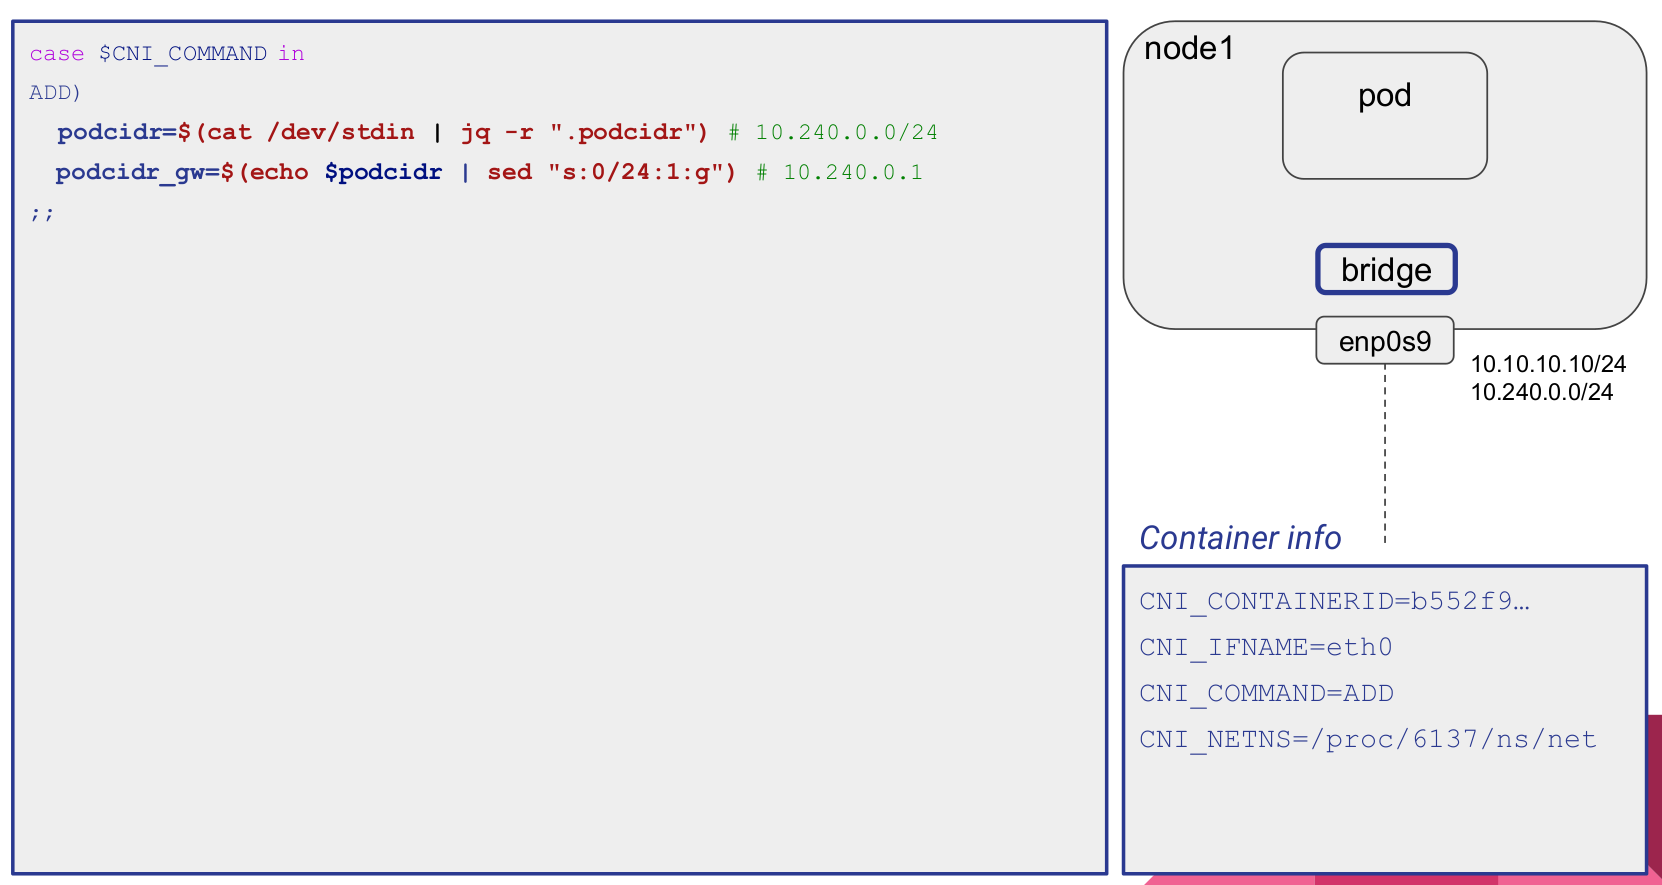 case $CNI_COMMAND in
ADD)
podcidr=$(cat /dev/stdin | jq -r ".podcidr") # 10.240.0.0/24
podcidr_gw=$(echo $podcidr | sed "s:0/24:1:g") # 10.240.0.1
;;
node1
pod
bridge
enp0s9
10.10.10.10/24
10.240.0.0/24
Container info
CNI_CONTAINERID=b552f9…
CNI_IFNAME=eth0
CNI_COMMAND=ADD
CNI_NETNS=/proc/6137/ns/net